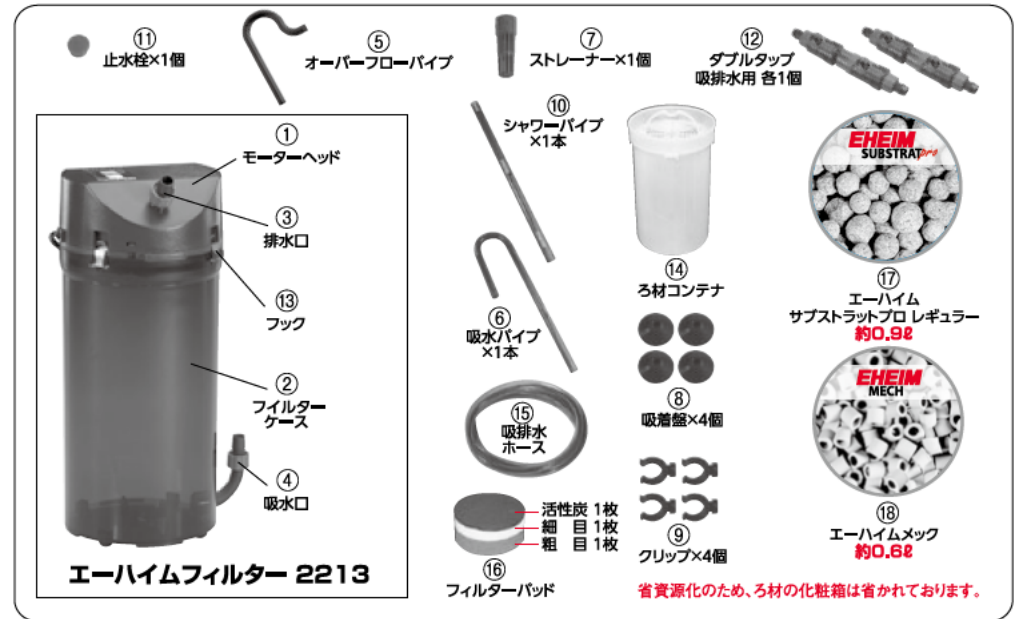 ⑪
止水栓×1個
⑤
オーバーフローパイプ
⑦
ストレーナー×1個
⑫
ダブルタップ
吸排水用 各1個
①
モーターヘッド
③
排水口
⑬
フック
②
フイルター
ケース
④
吸水口
エーハイムフィルター 2213
⑩
シャワーパイプ
×1本
⑥
吸水パイプ
×1本
⑮
吸排水
ホース
活性炭 1枚
細 目 1枚
粗 目 1枚
⑯
フィルターパッド
⑭
ろ材コンテナ
⑧
吸着盤×4個
⑨
クリップ×4個
EHEIM
SUBSTRAT pro
⑰
エーハイム
サブストラットプロ レギュラー
約0.9ℓ
EHEIM
MECH
⑱
エーハイムメック
約0.6ℓ
省資源化のため、ろ材の化粧箱は省かれております。